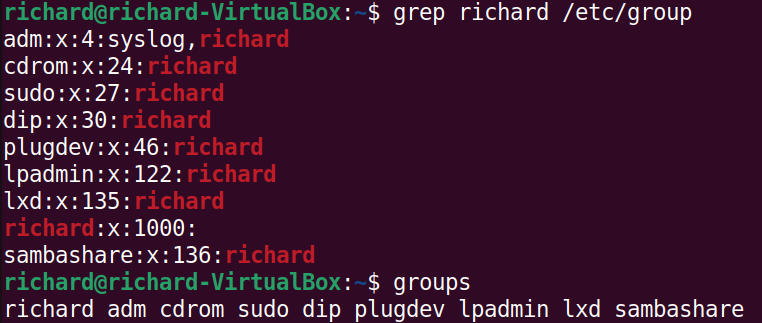 richard@richard-VirtualBox:~$ grep richard /etc/group
adm:x:4:syslog,richard
cdrom:x:24:richard
sudo:x:27:richard
dip:x:30:richard
plugdev:x:46:richard
lpadmin:x:122:richard
lxd:x:135:richard
richard:x:1000:
sambashare:x:136:richard
richard@richard-VirtualBox:~$ groups
richard adm cdrom sudo dip plugdev lpadmin lxd sambashare